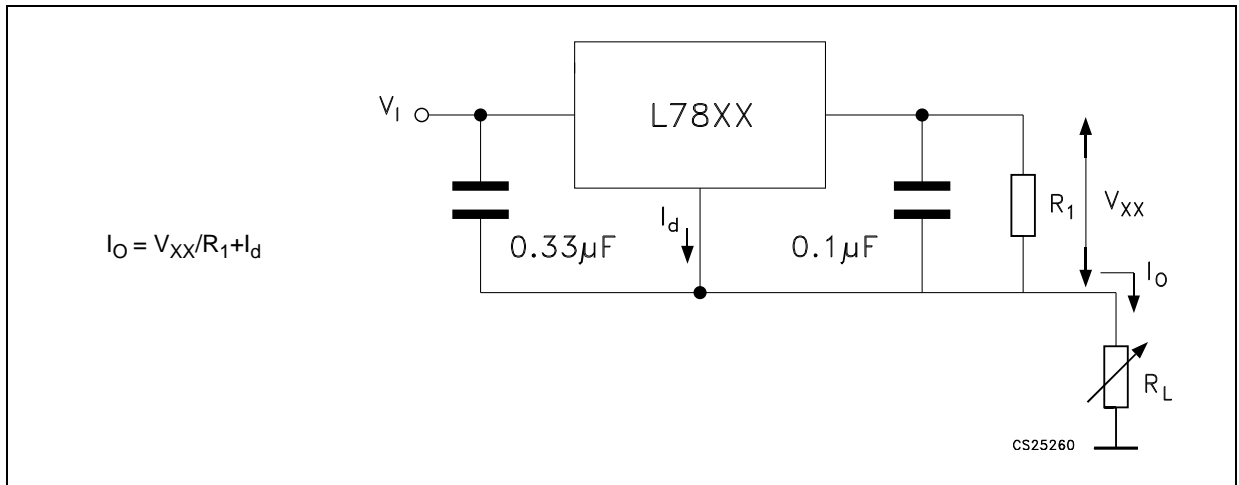 L78XX
V_I
I_d
R_1
V_XX
0.33µF
0.1µF
I_O = V_XX/R_1+I_d
I_O
R_L
CS25260